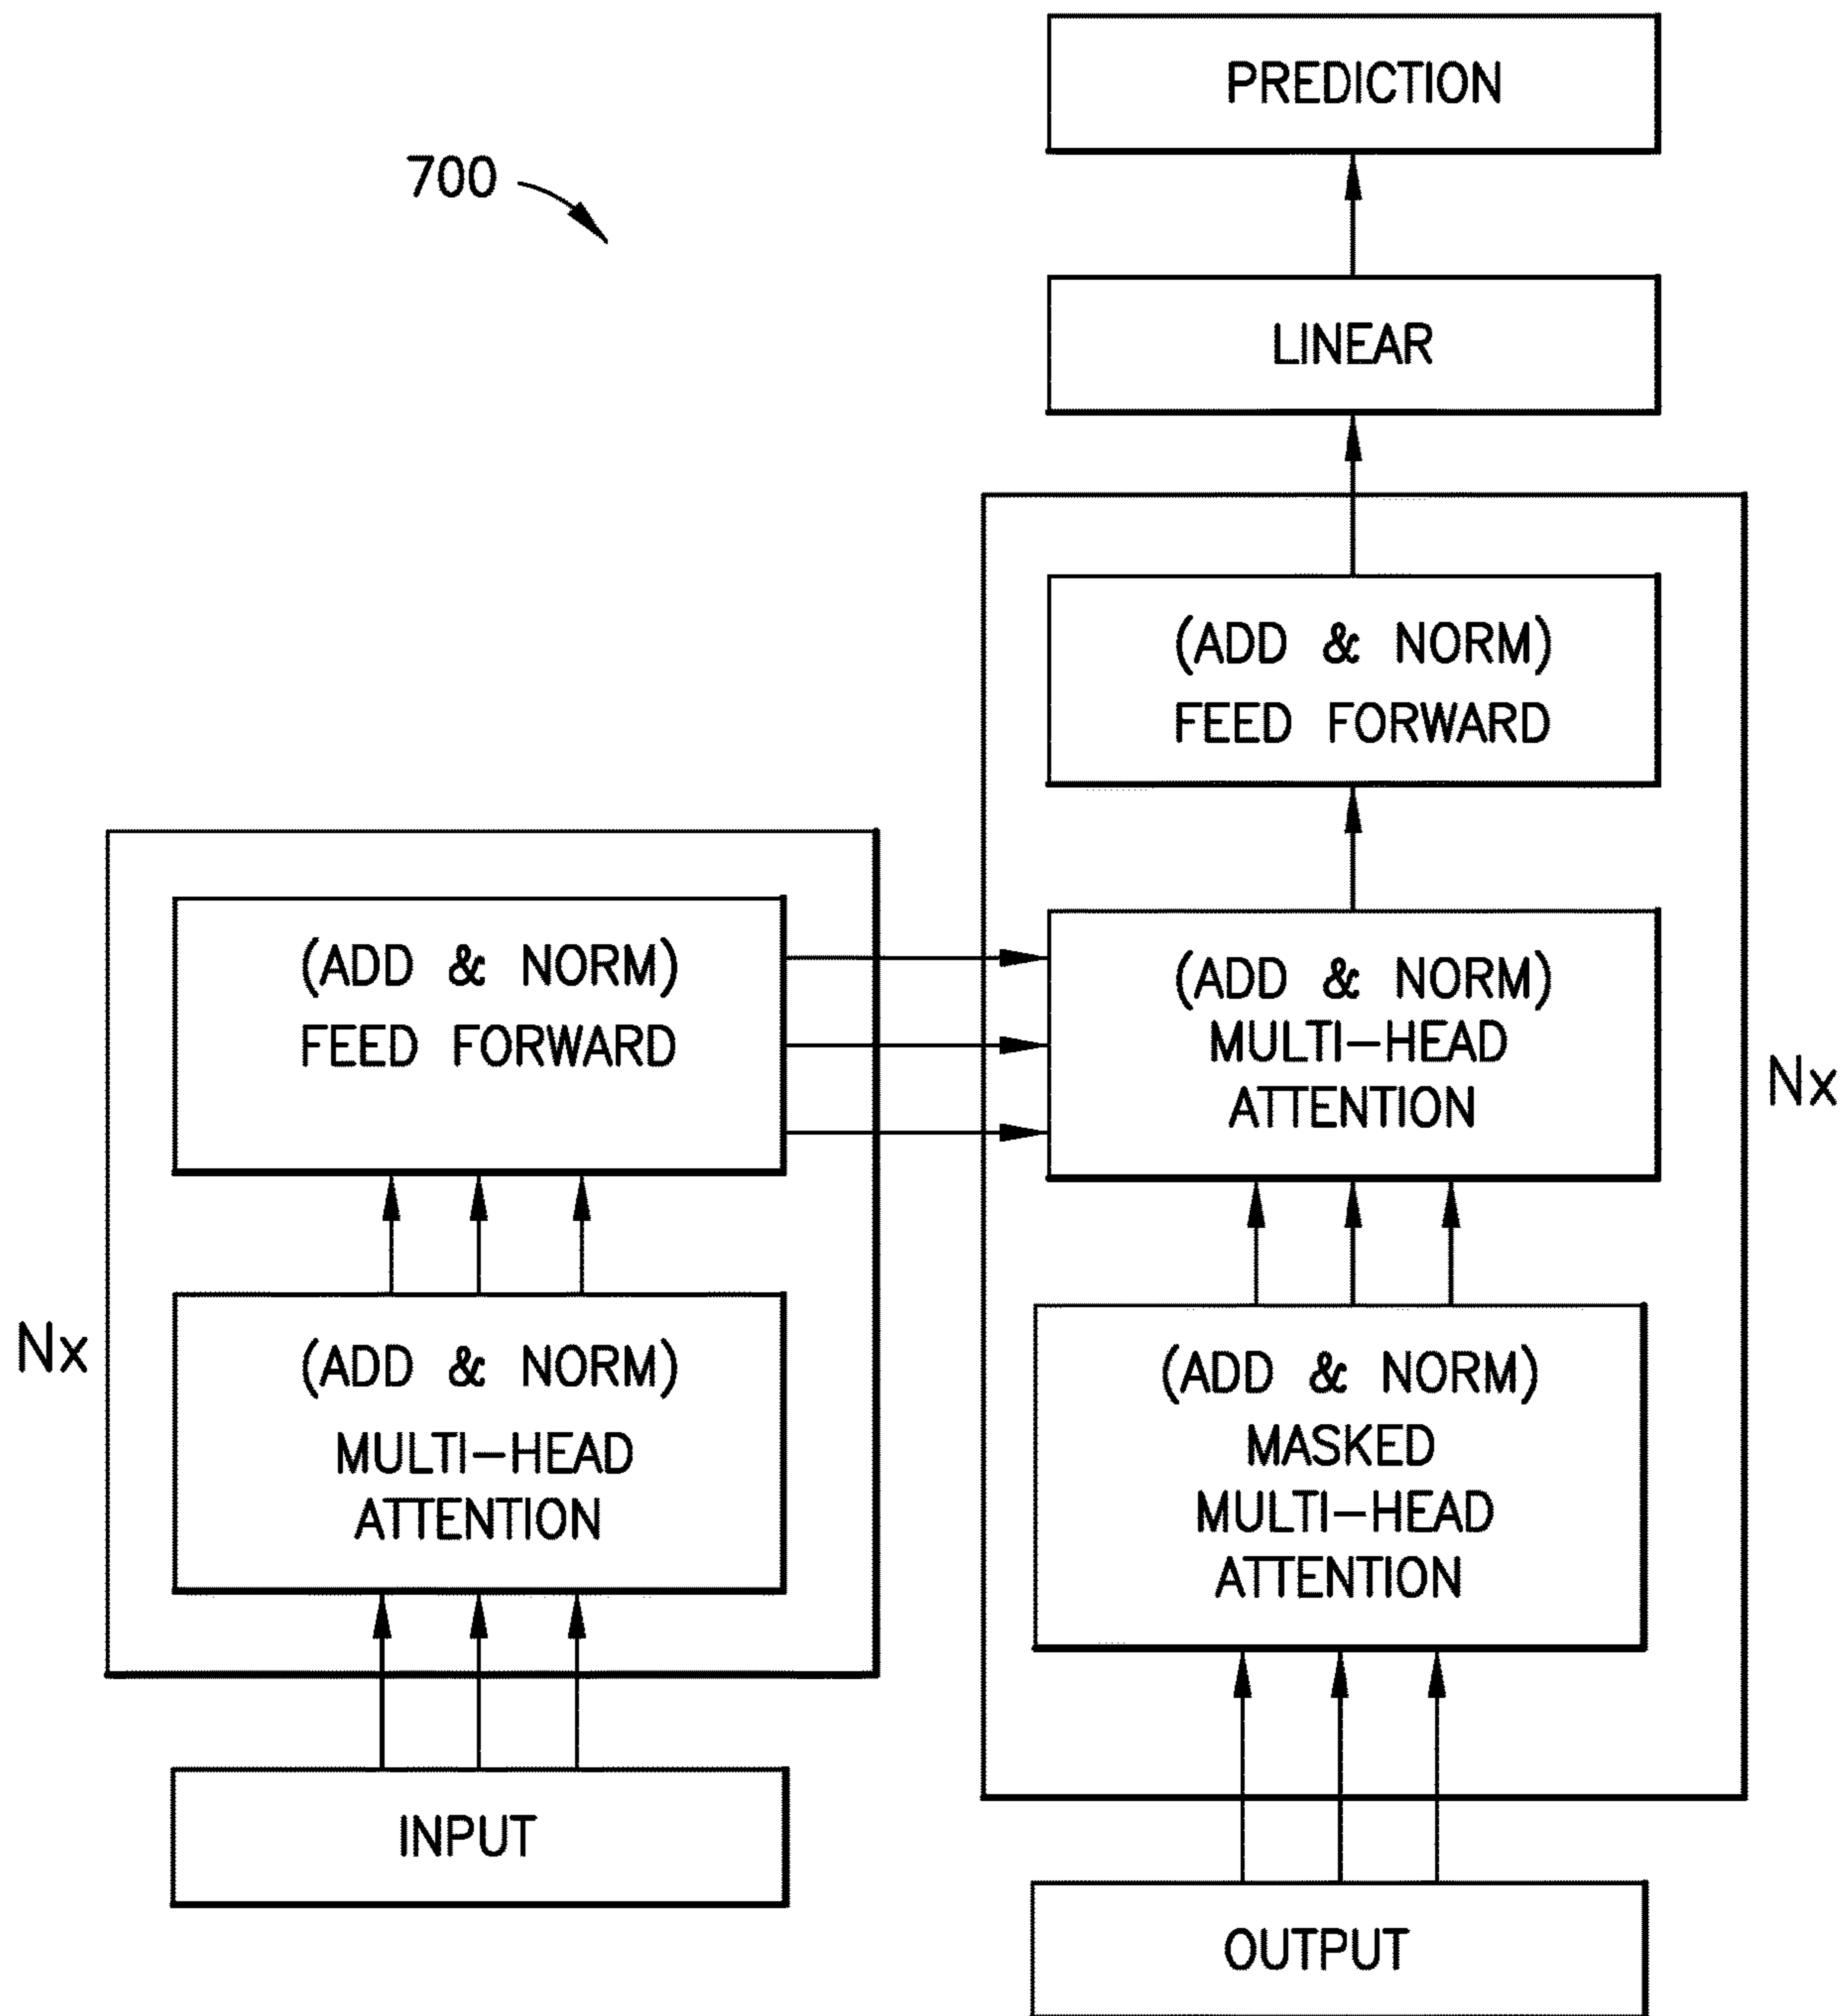 700
PREDICTION
LINEAR
(ADD & NORM)
FEED FORWARD
(ADD & NORM)
MULTI-HEAD
ATTENTION
(ADD & NORM)
MASKED
MULTI-HEAD
ATTENTION
Nx
OUTPUT
(ADD & NORM)
FEED FORWARD
(ADD & NORM)
MULTI-HEAD
ATTENTION
Nx
INPUT